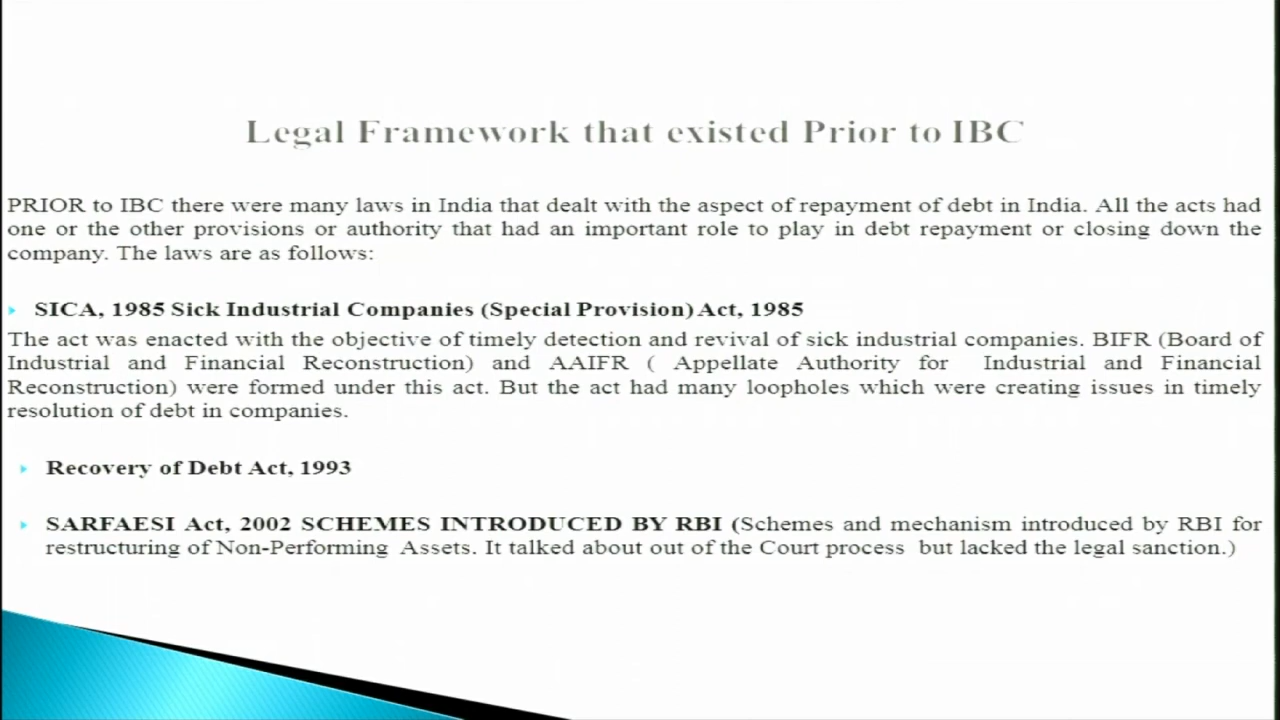 Legal Framework that existed Prior to IBC
PRIOR to IBC there were many laws in India that dealt with the aspect of repayment of debt in India. All the acts had
one or the other provisions or authority that had an important role to play in debt repayment or closing down the
company. The laws are as follows:
SICA, 1985 Sick Industrial Companies (Special Provision) Act, 1985
The act was enacted with the objective of timely detection and revival of sick industrial companies. BIFR (Board of
Industrial and Financial Reconstruction) and AAIFR ( Appellate Authority for Industrial and Financial
Reconstruction) were formed under this act. But the act had many loopholes which were creating issues in timely
resolution of debt in companies.
Recovery of Debt Act, 1993
SARFAESI Act, 2002 SCHEMES INTRODUCED BY RBI (Schemes and mechanism introduced by RBI for
restructuring of Non-Performing Assets. It talked about out of the Court process but lacked the legal sanction.)